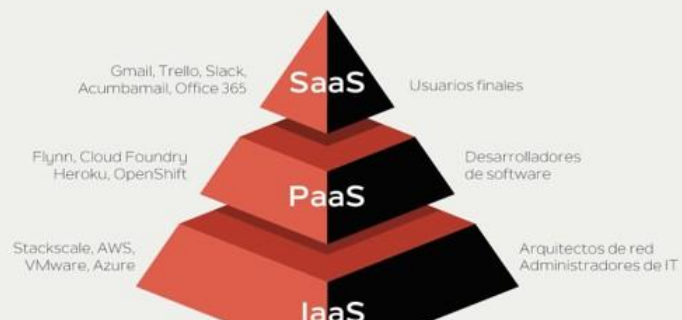 Gmail, Trello, Slack,
Acumbamail, Office 365
SaaS
Usuarios finales
Flynn, Cloud Foundry
Heroku, OpenShift
PaaS
Desarrolladores
de software
Stackscale, AWS,
VMware, Azure
IaaS
Arquitectos de red
Administradores de IT